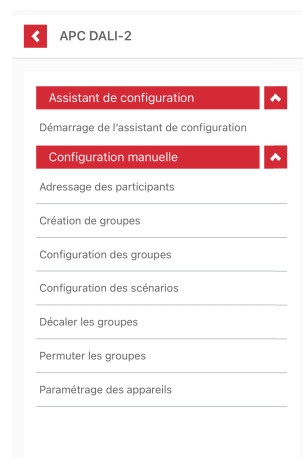 APC DALI-2
Assistant de configuration
Démarrage de l'assistant de configuration
Configuration manuelle
Adressage des participants
Création de groupes
Configuration des groupes
Configuration des scénarios
Décaler les groupes
Permuter les groupes
Paramétrage des appareils